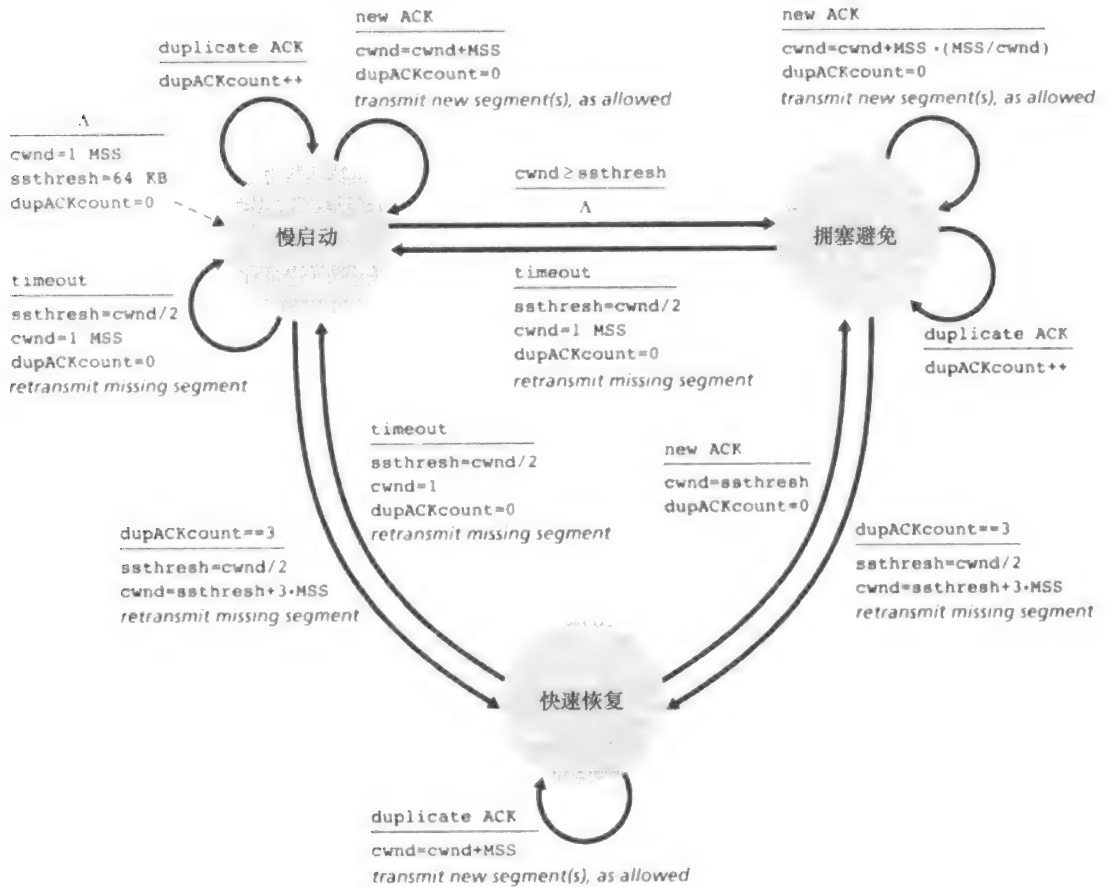 new ACK
cwnd=cwnd+MSS
dupACKcount=0
transmit new segment(s), as allowed
duplicate ACK
dupACKcount++
Λ
cwnd=1 MSS
ssthresh=64 KB
dupACKcount=0
慢启动
timeout
ssthresh=cwnd/2
cwnd=1 MSS
dupACKcount=0
retransmit missing segment
cwnd≥ssthresh
Λ
timeout
ssthresh=cwnd/2
cwnd=1 MSS
dupACKcount=0
retransmit missing segment
new ACK
cwnd=cwnd+MSS·(MSS/cwnd)
dupACKcount=0
transmit new segment(s), as allowed
拥塞避免
duplicate ACK
dupACKcount++
timeout
ssthresh=cwnd/2
cwnd=1
dupACKcount=0
retransmit missing segment
new ACK
cwnd=ssthresh
dupACKcount=0
dupACKcount==3
ssthresh=cwnd/2
cwnd=ssthresh+3·MSS
retransmit missing segment
dupACKcount==3
ssthresh=cwnd/2
cwnd=ssthresh+3·MSS
retransmit missing segment
快速恢复
duplicate ACK
cwnd=cwnd+MSS
transmit new segment(s), as allowed